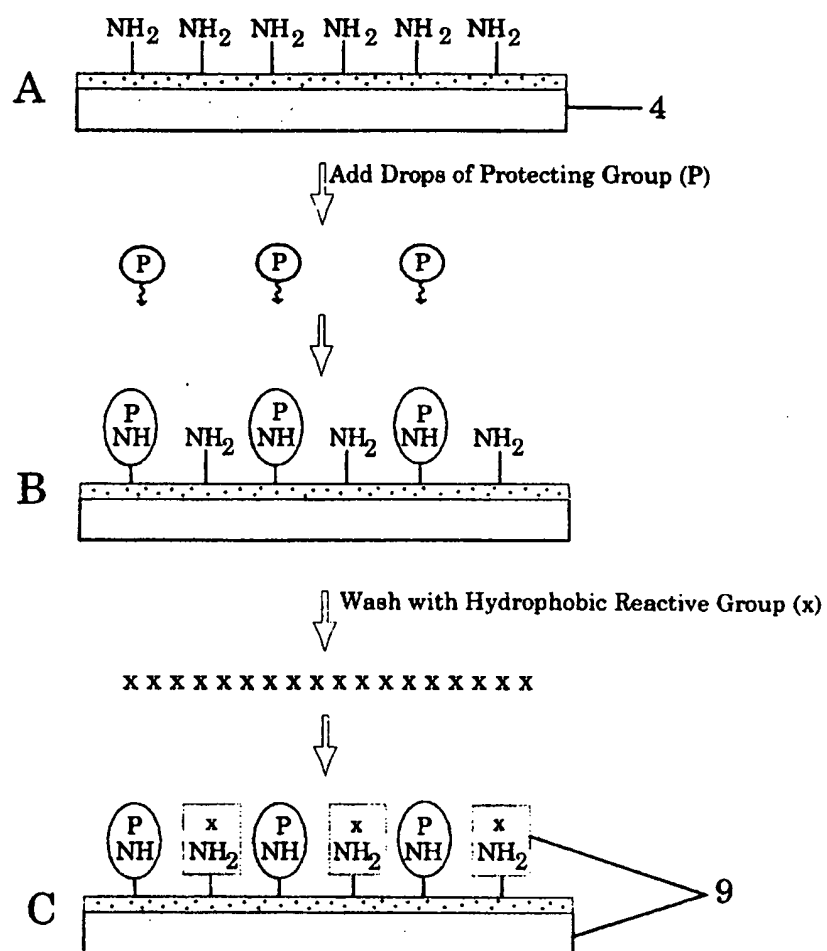 NH2 NH2 NH2 NH2 NH2 NH2
A
4
Add Drops of Protecting Group (P)
P P P
P P P
NH NH2 NH NH2 NH NH2
B
Wash with Hydrophobic Reactive Group (x)
x x x x x x x x x x x x x x x x x x
P x P x P x
NH NH2 NH NH2 NH NH2
9
C